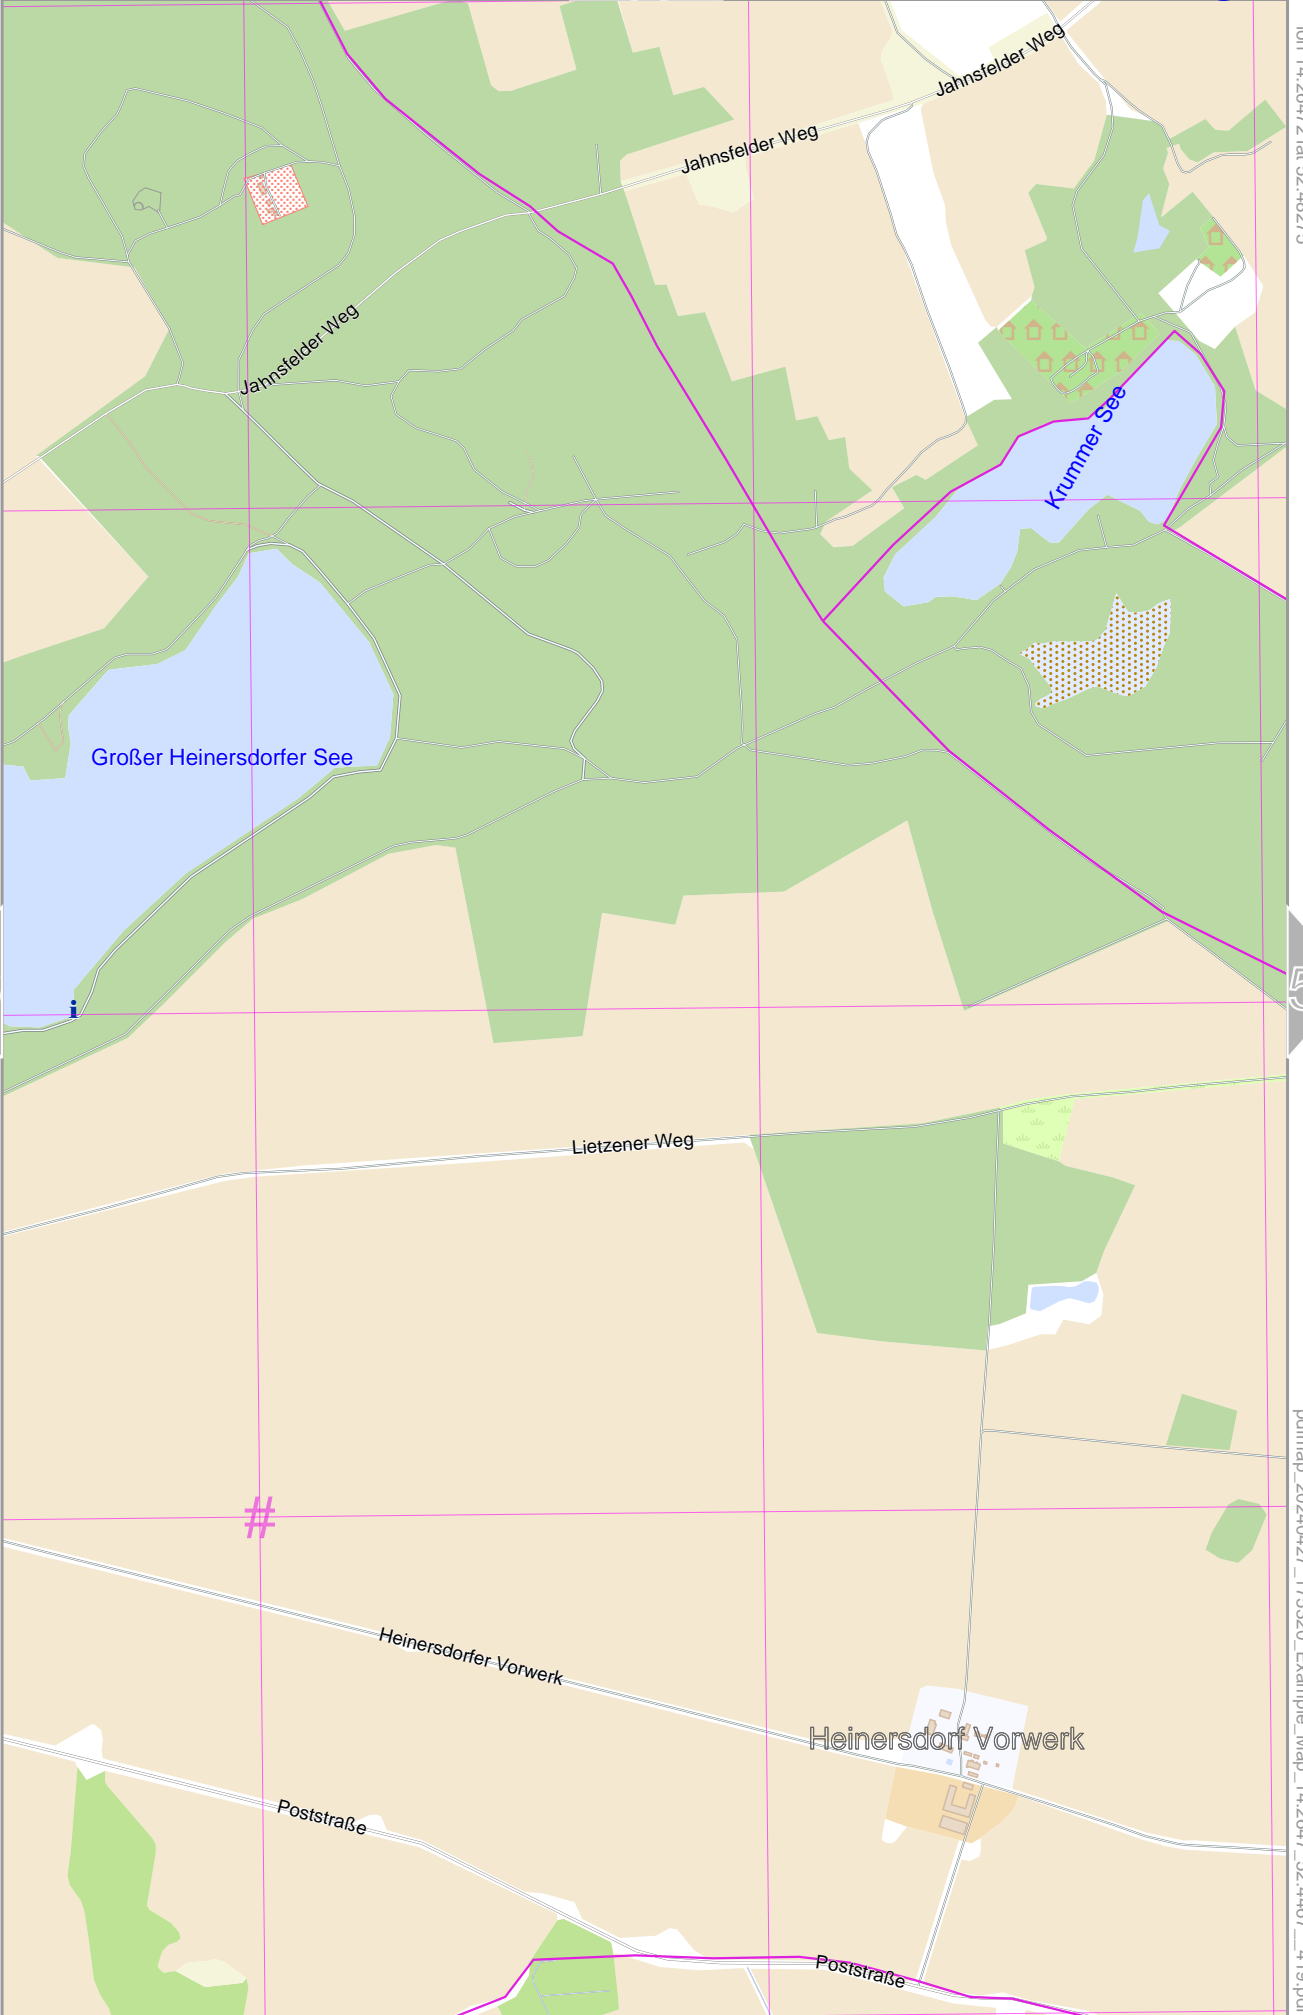 Jahnsfelder Weg
Jahnsfelder Weg
Jahnsfelder Weg
Krummer See
Großer Heinersdorfer See
i
5
Lietzener Weg
#
Heinersdorfer Vorwerk
Heinersdorf Vorwerk
Poststraße
Poststraße